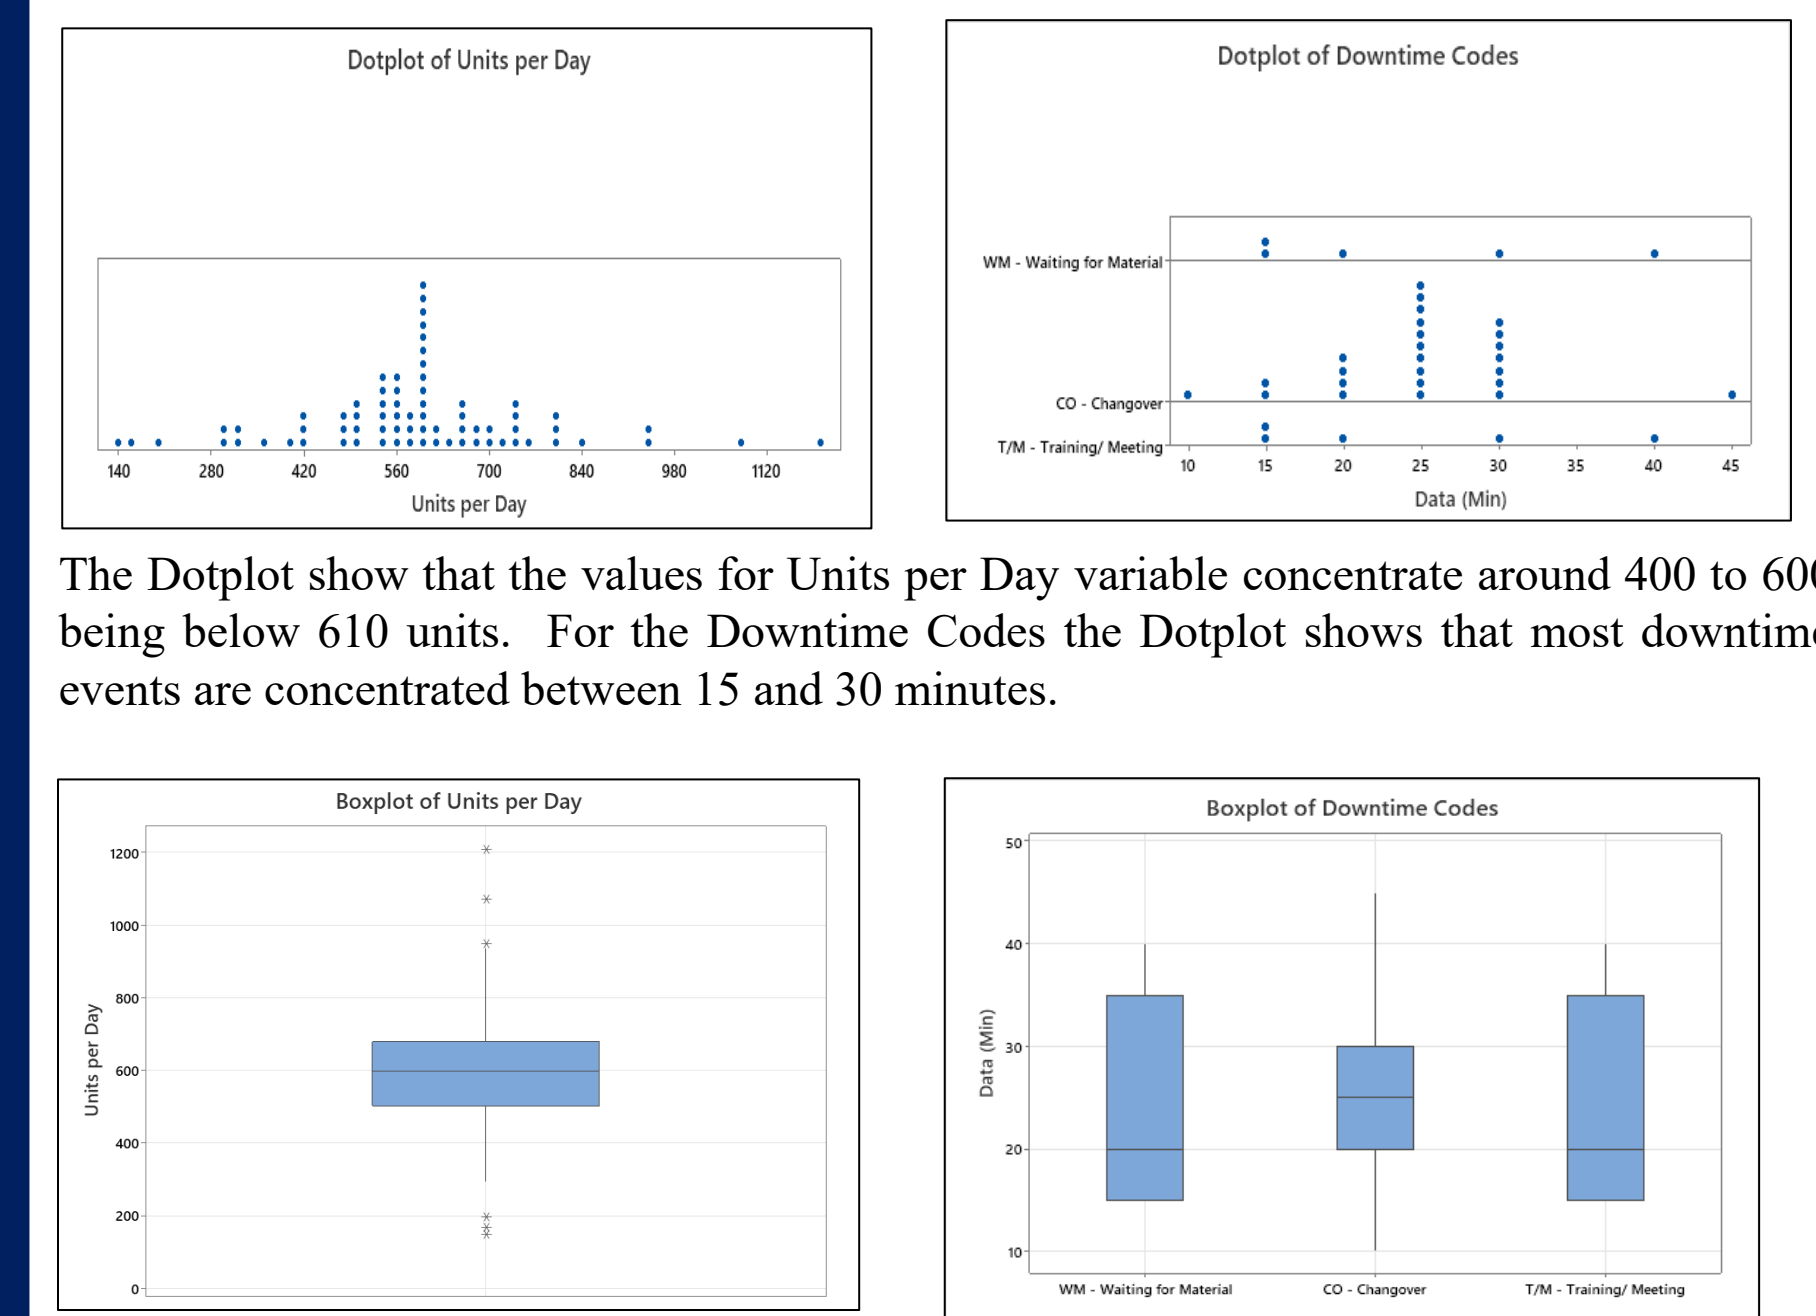 Dotplot of Units per Day
140 280 420 560 700 840 980 1120
Units per Day
Dotplot of Downtime Codes
WM - Waiting for Material
CO - Changover
T/M - Training/ Meeting
10 15 20 25 30 35 40 45
Data (Min)
The Dotplot show that the values for Units per Day variable concentrate around 400 to
being below 610 units. For the Downtime Codes the Dotplot shows that most
events are concentrated between 15 and 30 minutes.
Boxplot of Units per Day
1200
1000
800
600
400
200
0
Units per Day
Boxplot of Downtime Codes
50
40
30
20
10
Data (Min)
WM - Waiting for Material CO - Changover T/M - Training/ Meeting